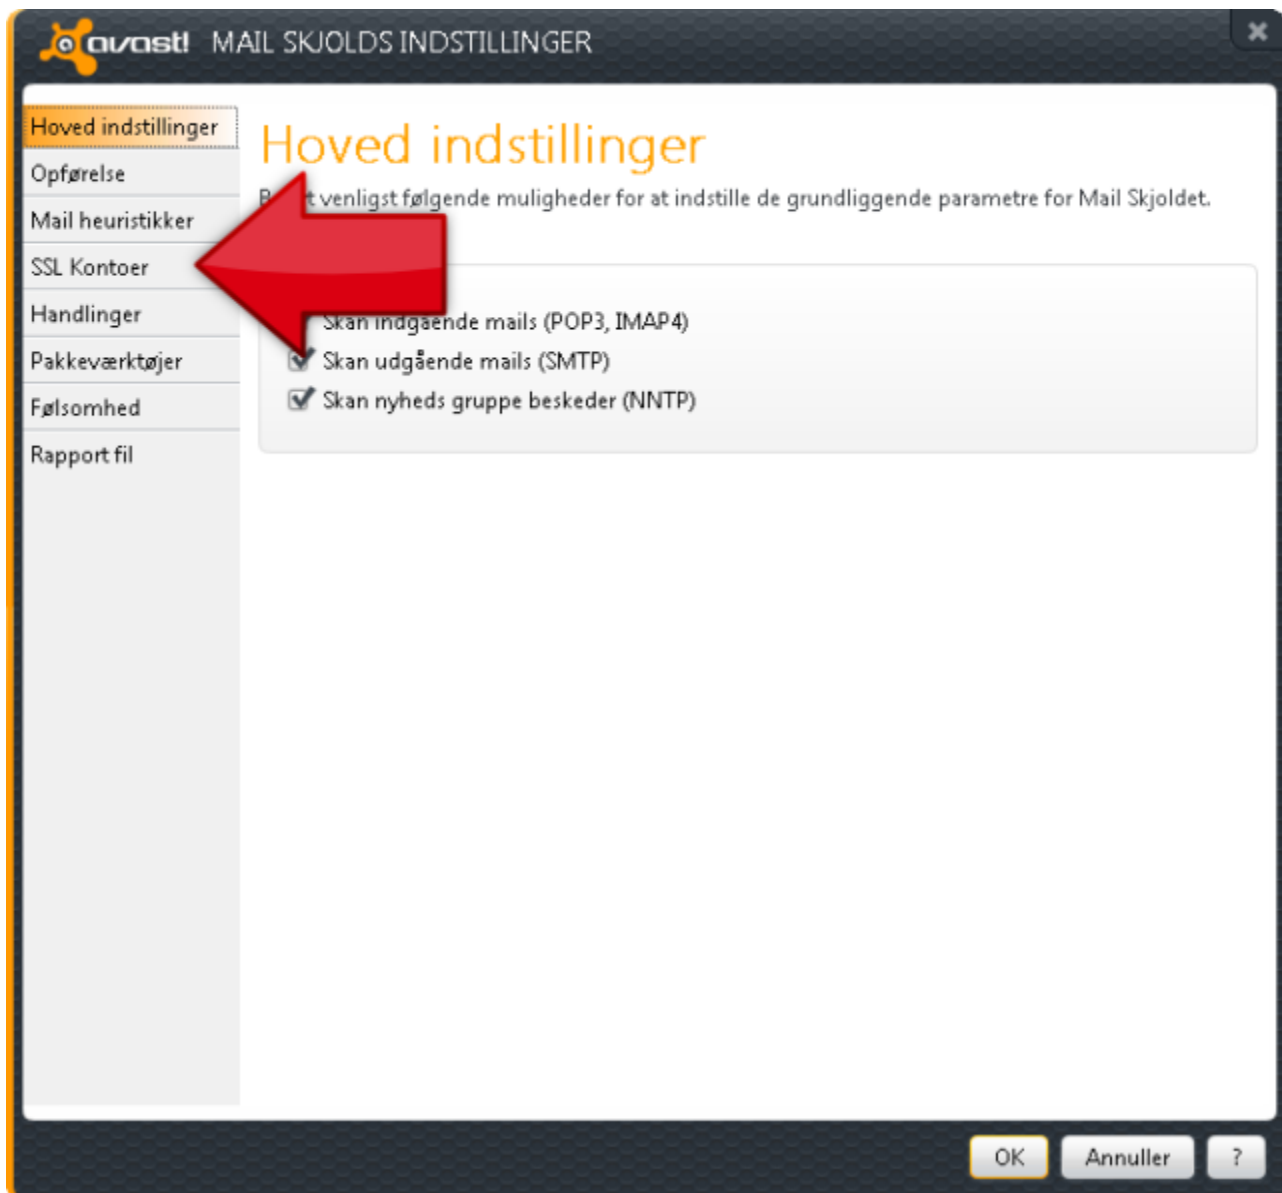 avast! MAIL SKJOLDS INDSTILLINGER
Hoved indstillinger
Opførelse
Mail heuristikker
SSL Kontoer
Handlinger
Pakkeværktøjer
Følsomhed
Rapport fil
Hoved indstillinger
venligst følgende muligheder for at indstille de grundliggende parametre for Mail Skjoldet.
Skan indgående mails (POP3, IMAP4)
Skan udgående mails (SMTP)
Skan nyheds gruppe beskeder (NNTP)
OK Annuller ?